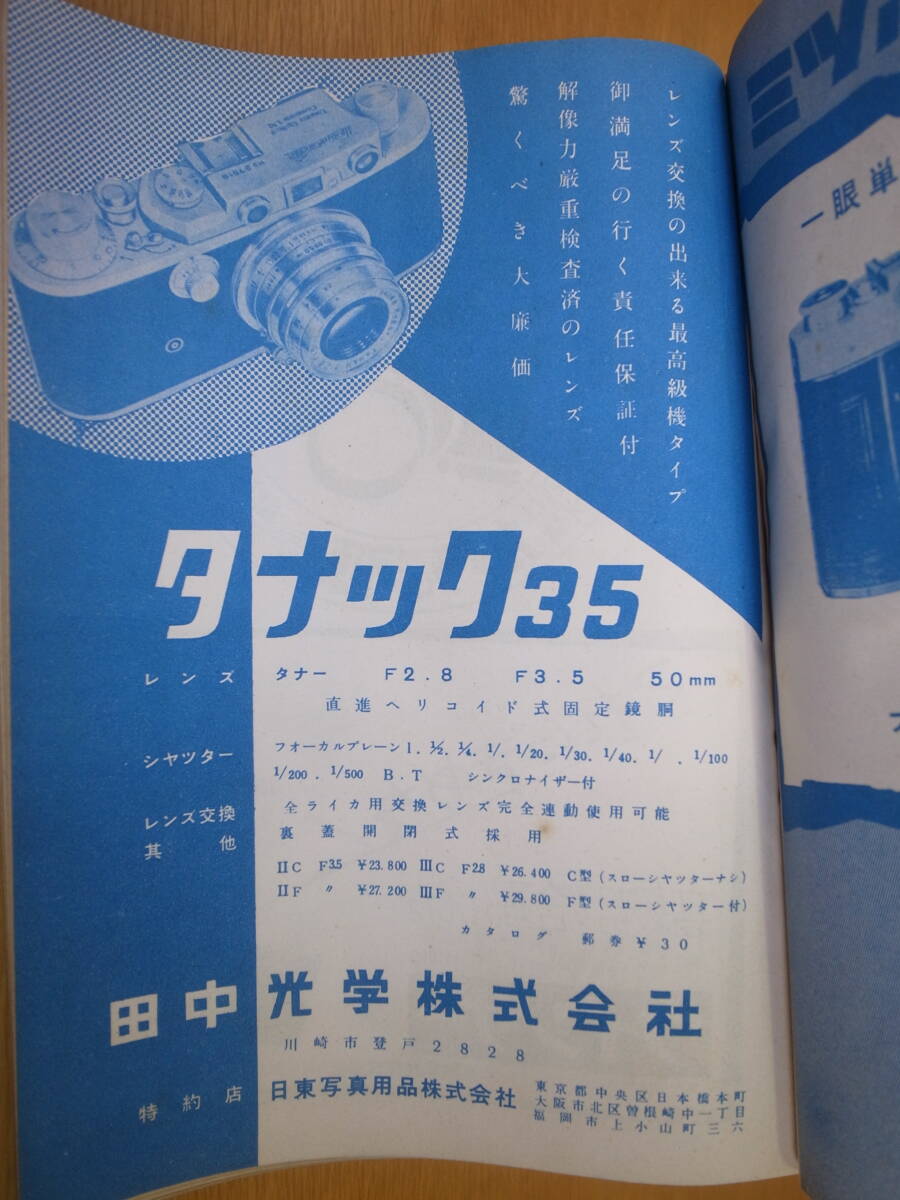 レンズ交換の出来る最高級機タイプ
御満足の行く責任保証付
解像力厳重検査済のレンズ
驚くべき大廉価
タナック35
レンズ タナー F2.8 F3.5 50mm
直進ヘリコイド式固定鏡胴
シヤツター フォーカルプレーン1. 1/2. 1/4. 1/. 1/20. 1/30. 1/40. 1/ . 1/100
1/200. 1/500 B.T シンクロナイザー付
レンズ交換 全ライカ用交換レンズ完全連動使用可能
其他 裏蓋開閉式採用
ⅡC F3.5 ¥23.800 ⅢC F2.8 ¥26.400 C型(スローシヤツターナシ)
ⅡF 〃 ¥27.200 ⅢF 〃 ¥29.800 F型(スローシヤッター付)
カタログ 郵券¥30
田中光学株式会社
川崎市登戸2828
特約店 日東写真用品株式会社
東京都中央区日本橋本町
大阪市北区曽根崎中一丁目
福岡市上小山町三六
ミツ
一眼単